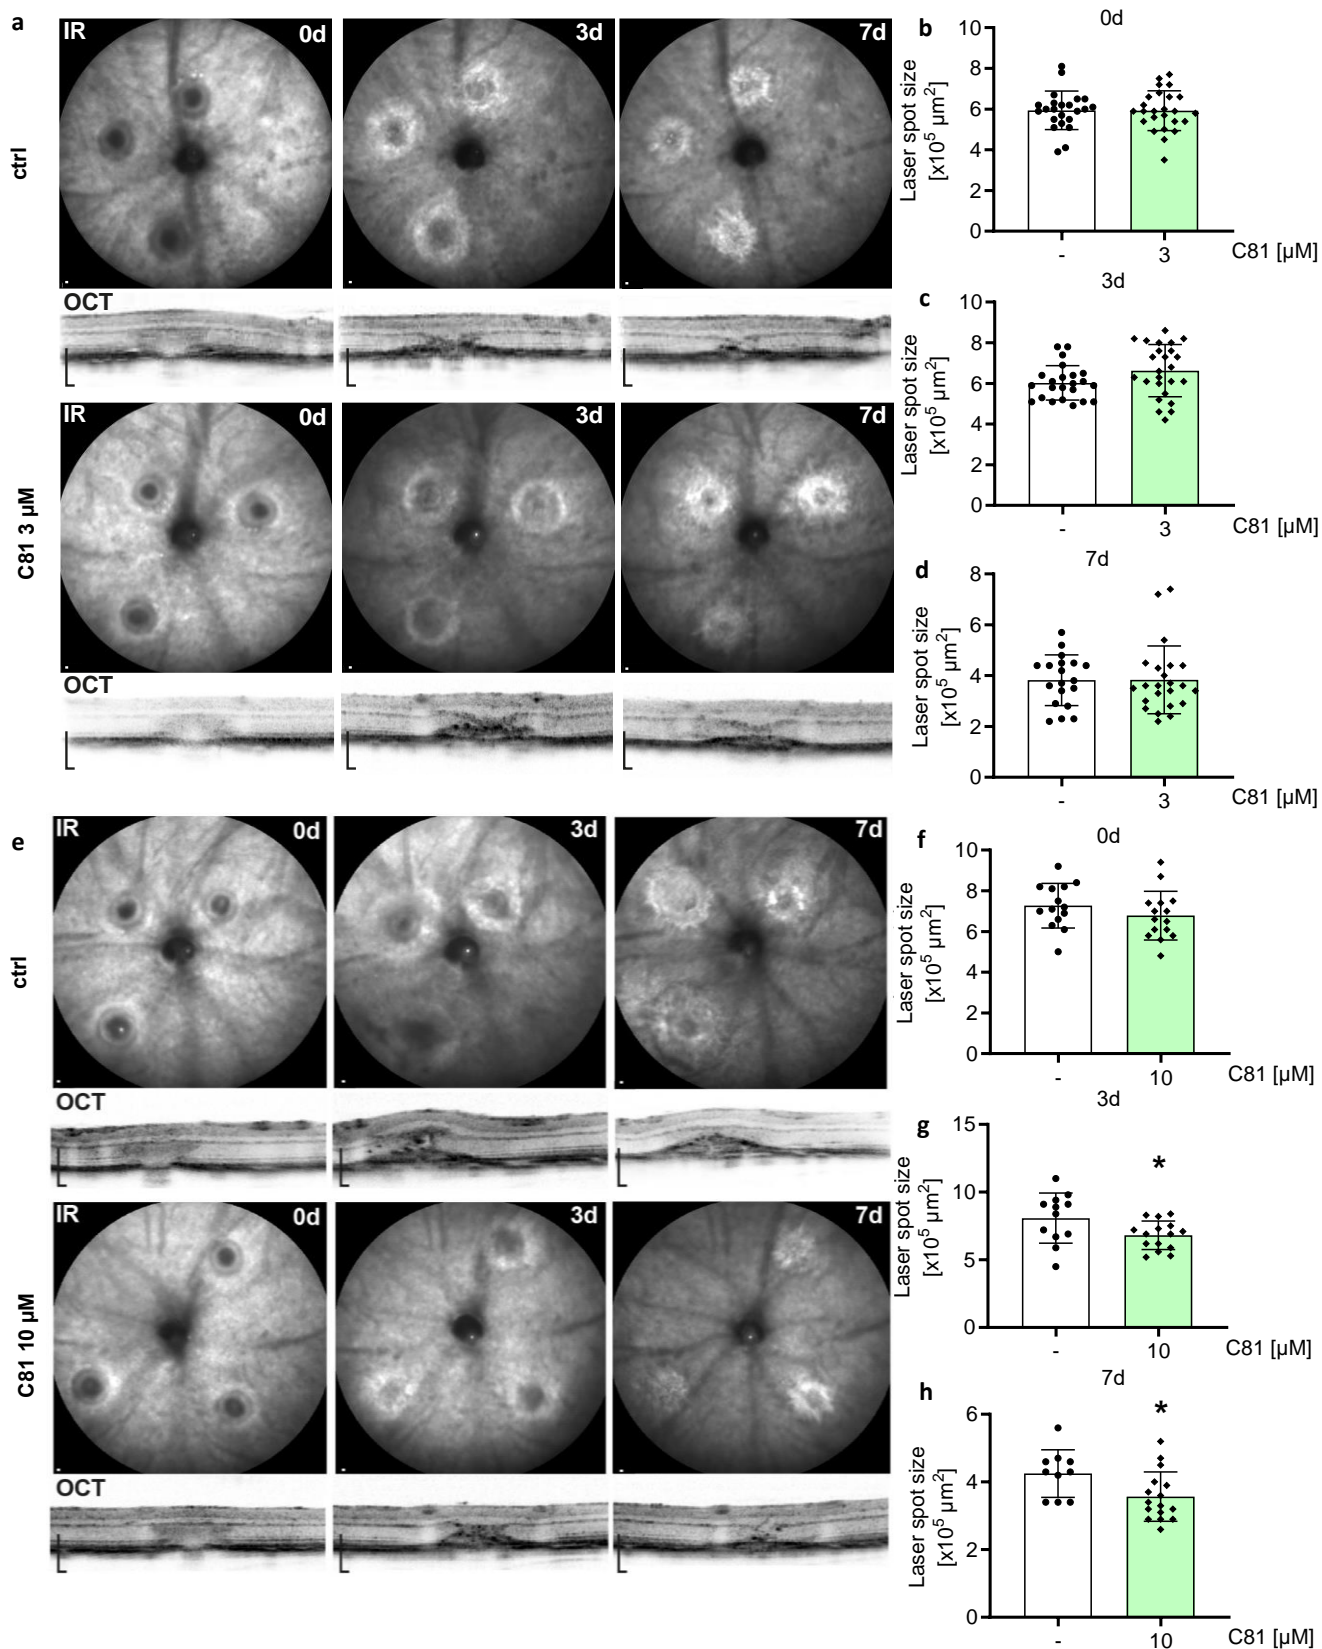 a
IR 0d
3d
7d
ctrl
OCT
IR 0d
3d
7d
C81 3 µM
OCT
b
0d
Laser spot size
[x10⁵ µm²]
10
8
6
4
2
0
- 3 C81 [µM]
c
3d
Laser spot size
[x10⁵ µm²]
10
8
6
4
2
0
- 3 C81 [µM]
d
7d
Laser spot size
[x10⁵ µm²]
8
6
4
2
0
- 3 C81 [µM]
e
IR 0d
3d
7d
ctrl
OCT
IR 0d
3d
7d
C81 10 µM
OCT
f
0d
Laser spot size
[x10⁵ µm²]
10
8
6
4
2
0
- 10 C81 [µM]
g
3d
Laser spot size
[x10⁵ µm²]
15
10
5
0
*
- 10 C81 [µM]
h
7d
Laser spot size
[x10⁵ µm²]
6
4
2
0
*
- 10 C81 [µM]